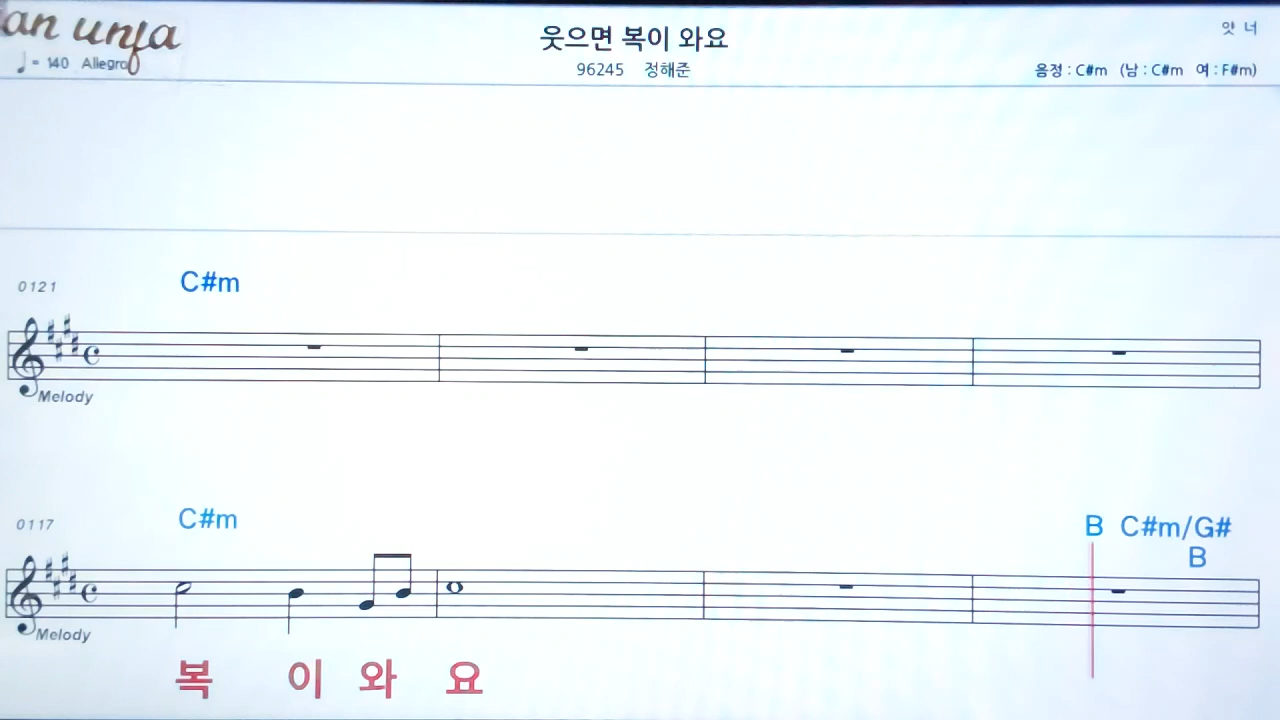 an unfa
♩= 140 Allegro
웃으면 복이 와요
앗 너
96245 정해준
음정 : C#m (남 : C#m 여 : F#m)
0121 C#m
Melody
0117 C#m B C#m/G#
B
Melody
복 이 와 요